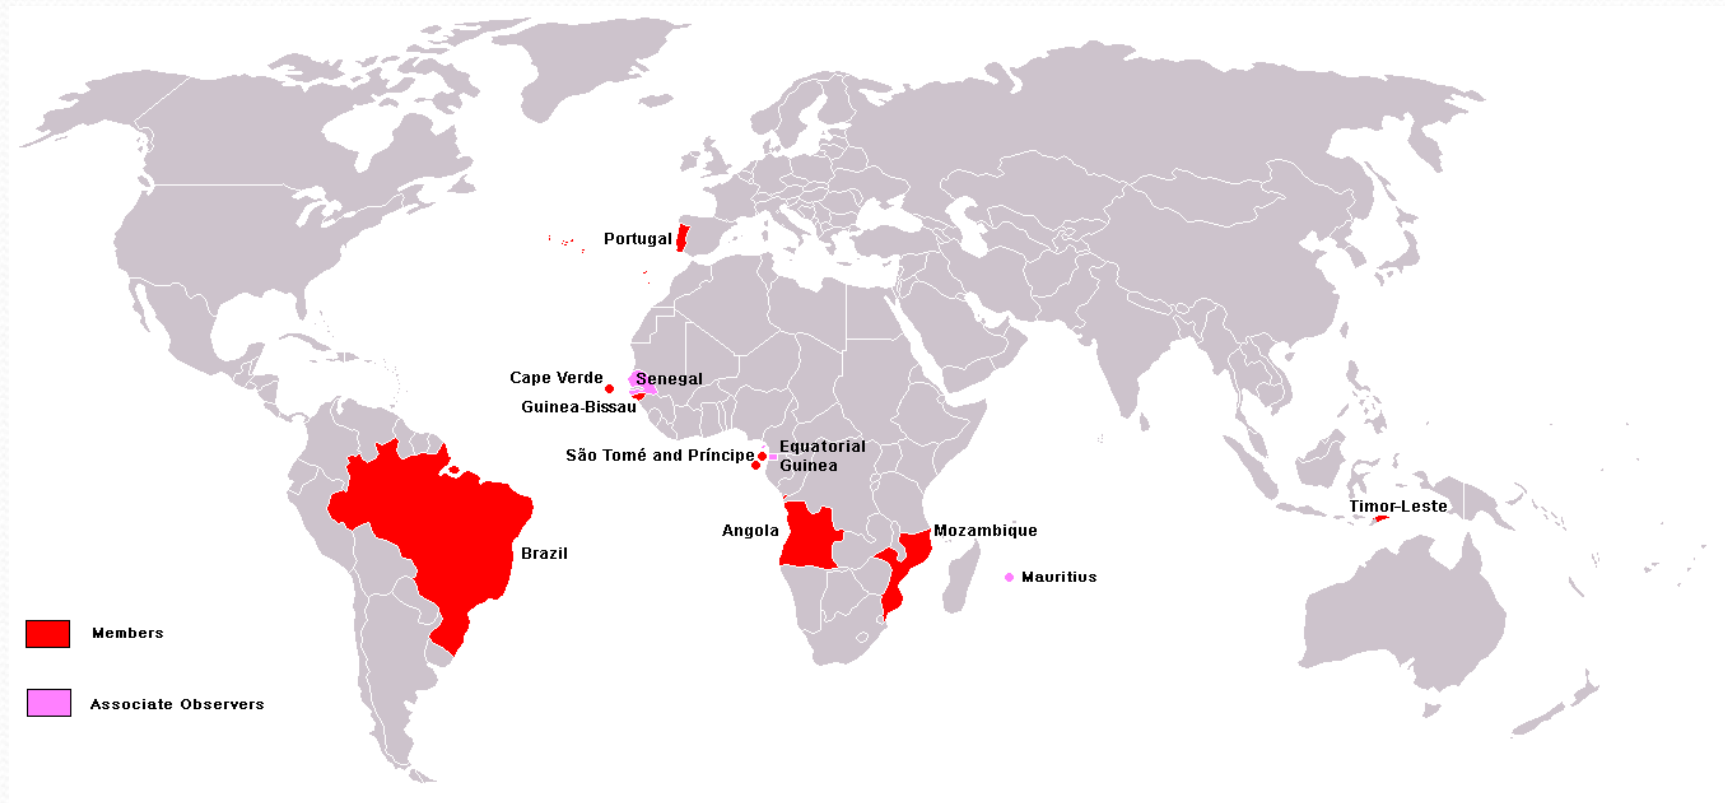 Portugal
Cape Verde
Senegal
Guinea-Bissau
São Tomé and Príncipe
Equatorial
Guinea
Timor-Leste
Angola
Mozambique
Brazil
Mauritius
Members
Associate Observers